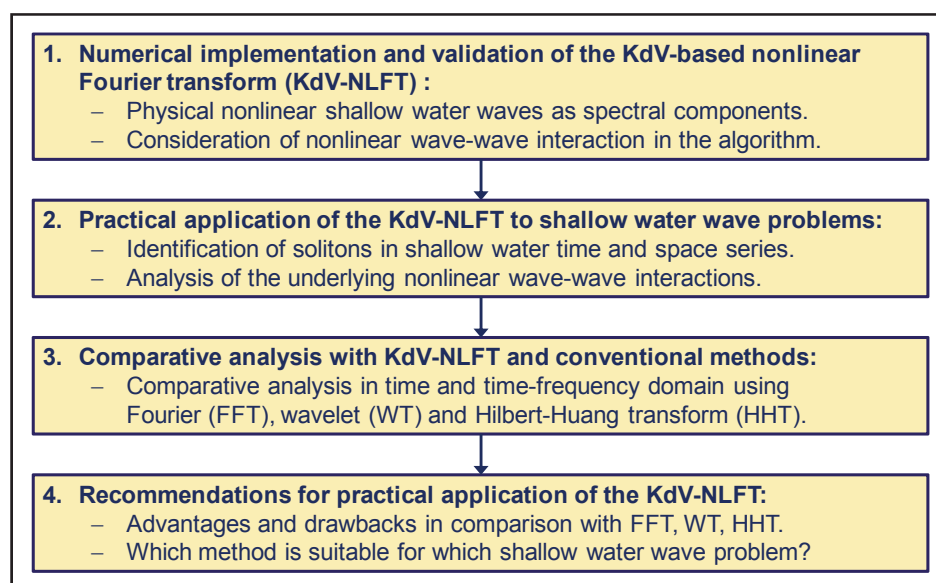 1. Numerical implementation and validation of the KdV-based nonlinear
Fourier transform (KdV-NLFT) :
– Physical nonlinear shallow water waves as spectral components.
– Consideration of nonlinear wave-wave interaction in the algorithm.
2. Practical application of the KdV-NLFT to shallow water wave problems:
– Identification of solitons in shallow water time and space series.
– Analysis of the underlying nonlinear wave-wave interactions.
3. Comparative analysis with KdV-NLFT and conventional methods:
– Comparative analysis in time and time-frequency domain using
Fourier (FFT), wavelet (WT) and Hilbert-Huang transform (HHT).
4. Recommendations for practical application of the KdV-NLFT:
– Advantages and drawbacks in comparison with FFT, WT, HHT.
– Which method is suitable for which shallow water wave problem?